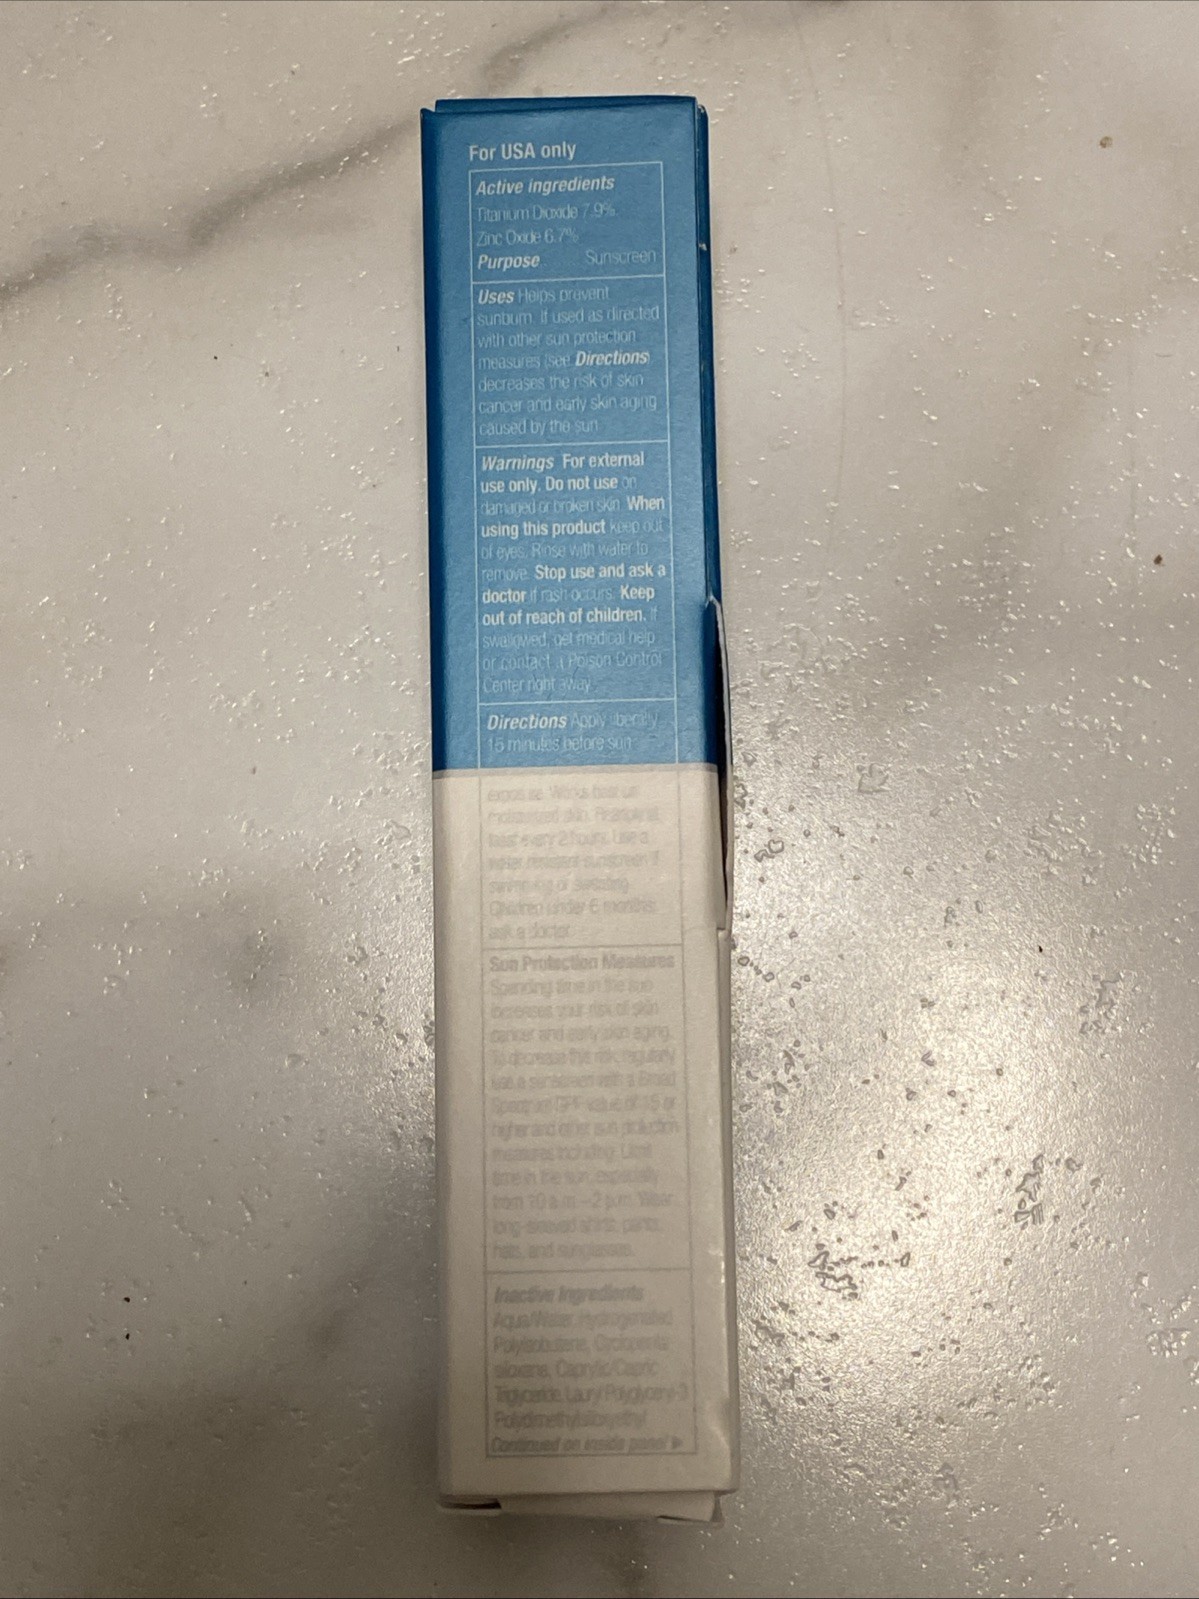 For USA only
Active ingredients
Titanium Dioxide 7.9%
Zinc Oxide 6.7%
Purpose Sunscreen
Uses Helps prevent
sunburn. If used as directed
with other sun protection
measures (see Directions)
decreases the risk of skin
cancer and early skin aging
caused by the sun
Warnings For external
use only. Do not use on
damaged or broken skin. When
using this product keep out
of eyes. Rinse with water to
remove. Stop use and ask a
doctor if rash occurs. Keep
out of reach of children. If
swallowed, get medical help
or contact a Poison Control
Center right away.
Directions Apply liberally
15 minutes before sun
exposure. Works best on
moisturised skin.
least every 2 hours. Use a
water resistant sunscreen if
swimming or sweating.
Children under 6 months:
ask a doctor
Sun Protection Measures
Spending time in the sun
increases your risk of skin
cancer and early skin aging.
To decrease this risk, regularly
use a sunscreen with a Broad
Spectrum SPF value of 15 or
higher and other sun protection
measures including: Limit
time in the sun, especially
from 10 a.m. – 2 p.m. Wear
long-sleeved shirts, pants,
hats, and sunglasses.
Inactive Ingredients
Aqua/Water, Hydrogenated
Polyisobutene, Cyclopenta-
siloxane, Caprylic/Capric
Triglyceride, Lauryl Polyglyceryl-3
Polydimethylsiloxyethyl
Continued on inside panel ▶